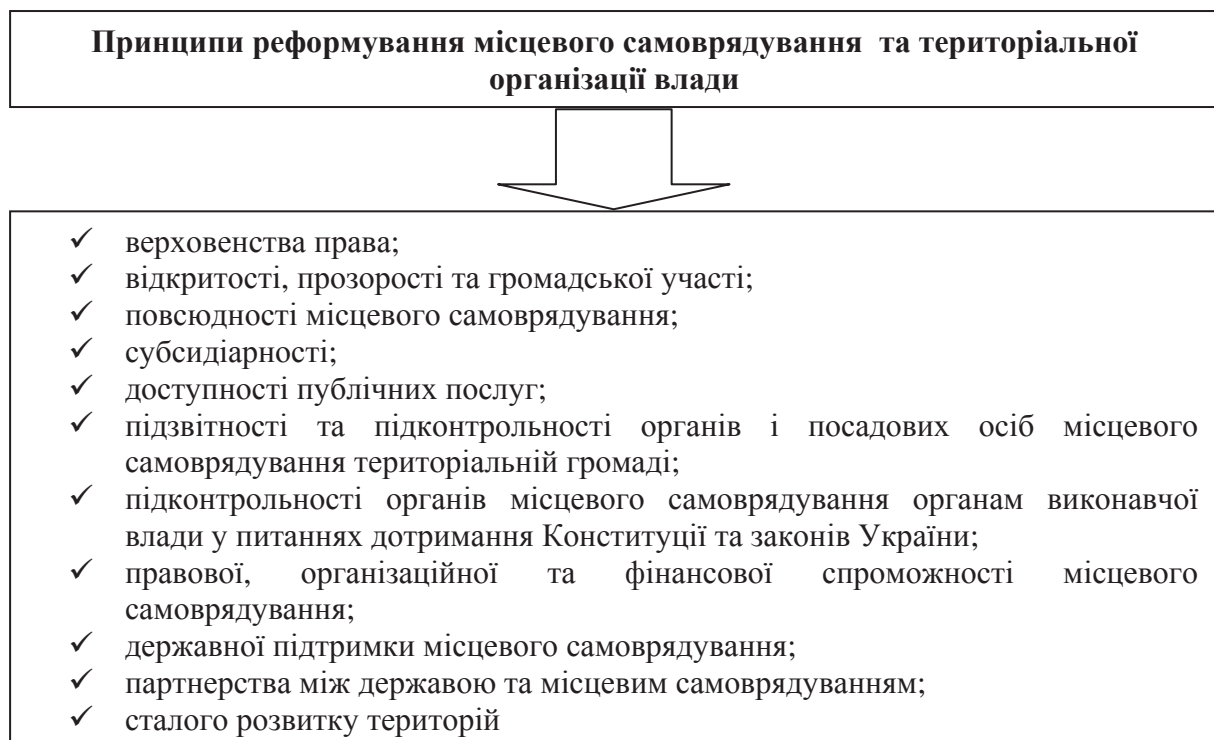 Принципи реформування місцевого самоврядування та територіальної
організації влади
✓ верховенства права;
✓ відкритості, прозорості та громадської участі;
✓ повсюдності місцевого самоврядування;
✓ субсидіарності;
✓ доступності публічних послуг;
✓ підзвітності та підконтрольності органів і посадових осіб місцевого
самоврядування територіальній громаді;
✓ підконтрольності органів місцевого самоврядування органам виконавчої
влади у питаннях дотримання Конституції та законів України;
✓ правової, організаційної та фінансової спроможності місцевого
самоврядування;
✓ державної підтримки місцевого самоврядування;
✓ партнерства між державою та місцевим самоврядуванням;
✓ сталого розвитку територій